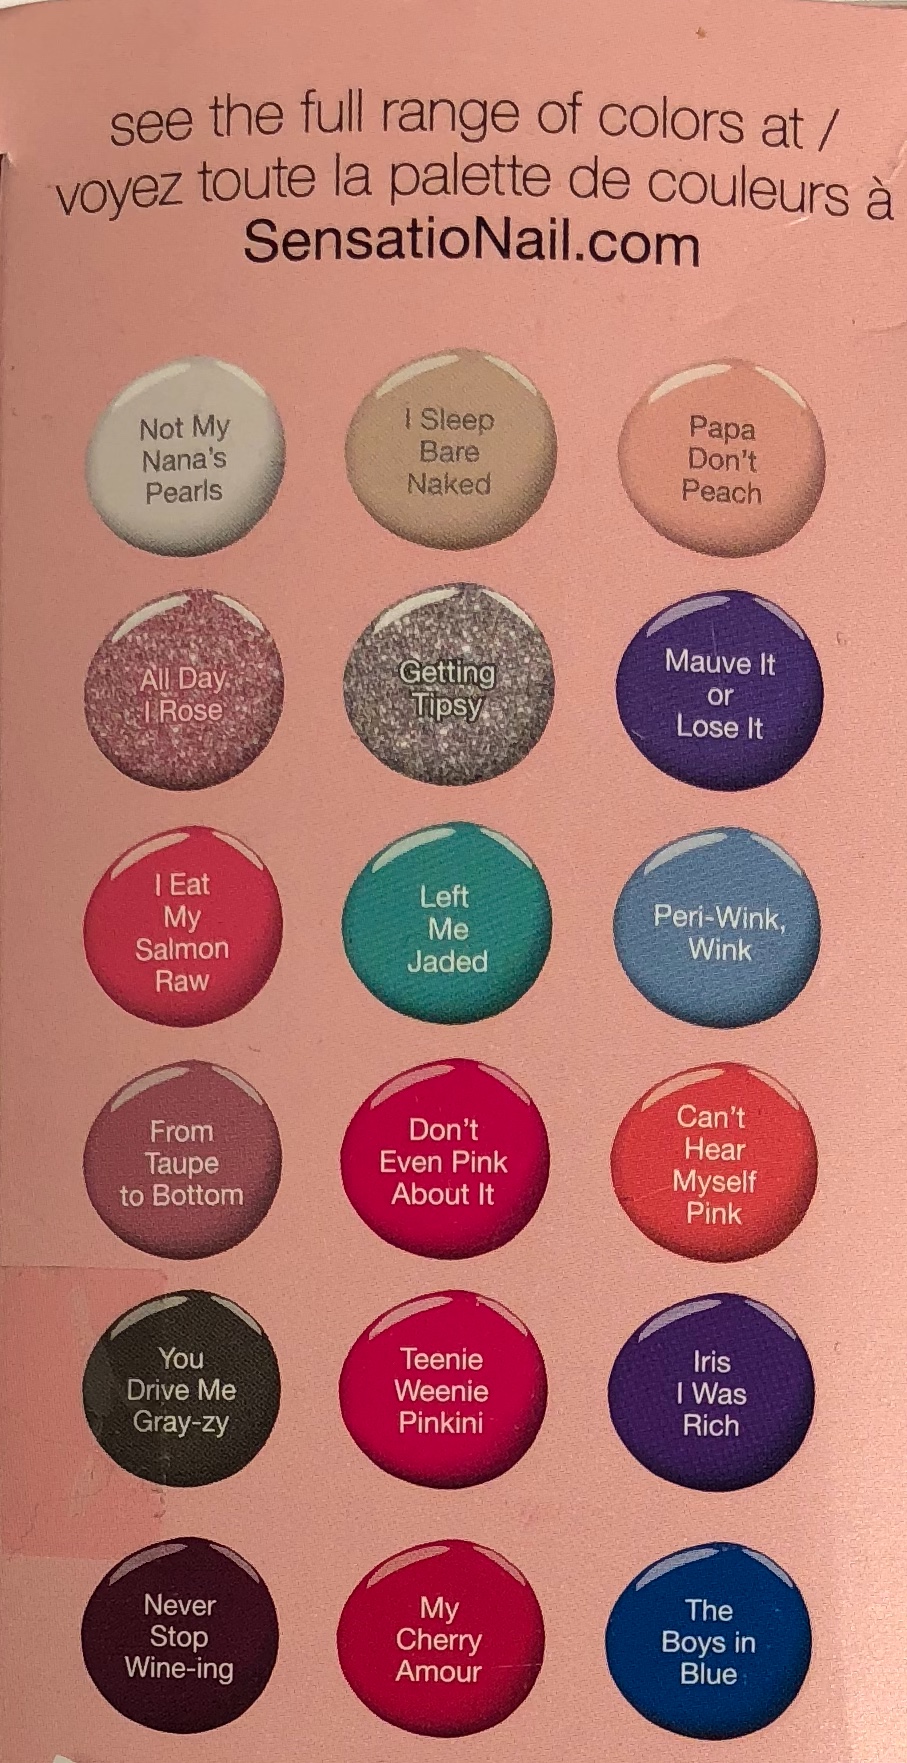 see the full range of colors at /
voyez toute la palette de couleurs à
SensatioNail.com
Not My
Nana's
Pearls
I Sleep
Bare
Naked
Papa
Don't
Peach
All Day
I Rose
Getting
Tipsy
Mauve It
or
Lose It
I Eat
My
Salmon
Raw
Left
Me
Jaded
Peri-Wink,
Wink
From
Taupe
to Bottom
Don't
Even Pink
About It
Can't
Hear
Myself
Pink
You
Drive Me
Gray-zy
Teenie
Weenie
Pinkini
Iris
I Was
Rich
Never
Stop
Wine-ing
My
Cherry
Amour
The
Boys in
Blue